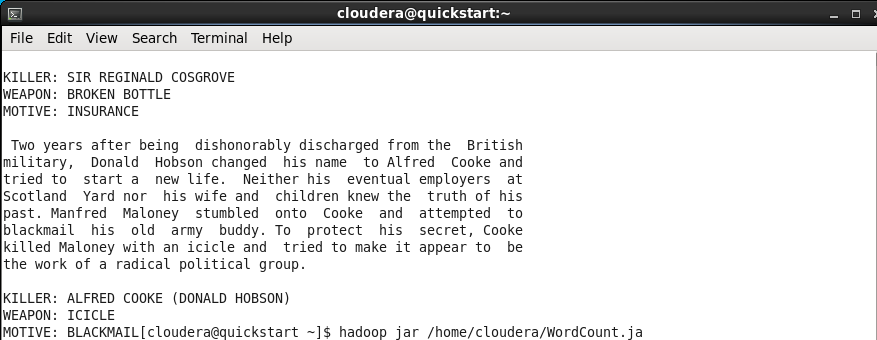 cloudera@quickstart:~
File Edit View Search Terminal Help
KILLER: SIR REGINALD COSGROVE
WEAPON: BROKEN BOTTLE
MOTIVE: INSURANCE
Two years after being  dishonorably discharged from the  British
military,  Donald  Hobson changed  his name  to Alfred  Cooke and
tried to  start a  new life.  Neither his  eventual employers  at
Scotland  Yard nor  his wife and  children knew the  truth of his
past. Manfred  Maloney  stumbled  onto  Cooke  and  attempted  to
blackmail  his  old  army  buddy. To  protect  his  secret, Cooke
killed Maloney with an icicle and  tried to make it appear to  be
the work of a radical political group.
KILLER: ALFRED COOKE (DONALD HOBSON)
WEAPON: ICICLE
MOTIVE: BLACKMAIL[cloudera@quickstart ~]$ hadoop jar /home/cloudera/WordCount.ja